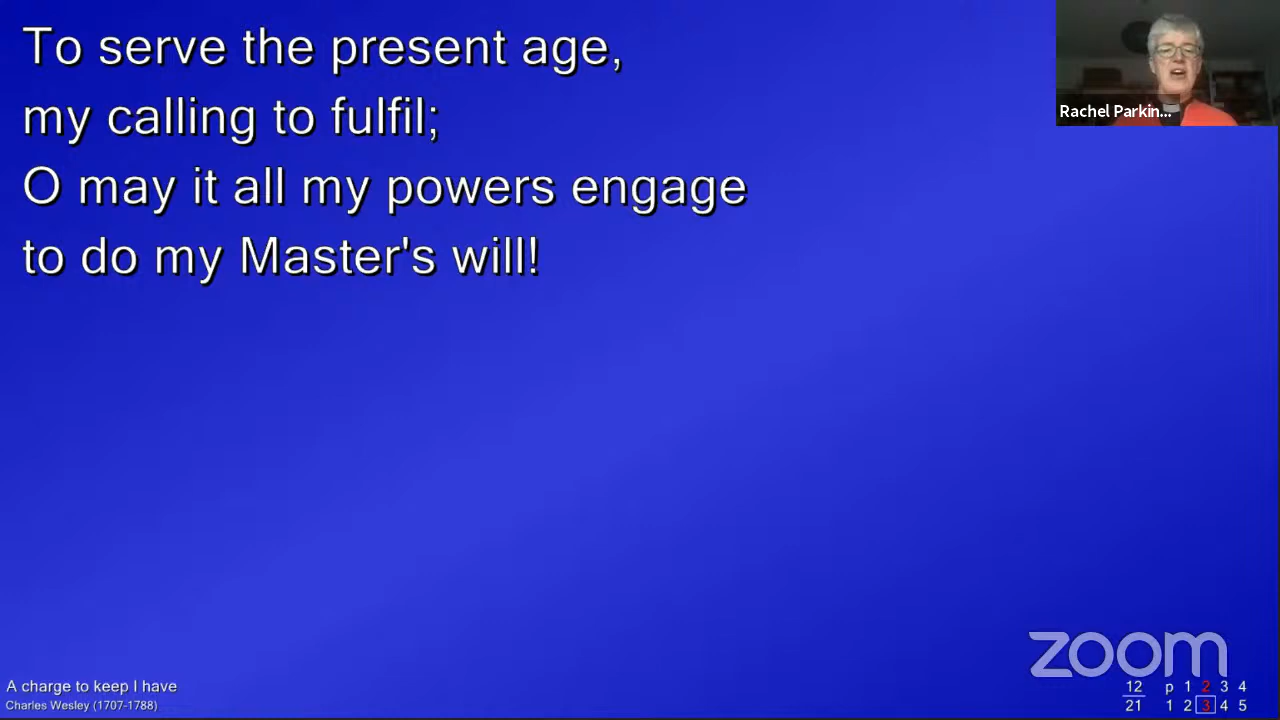 To serve the present age,
my calling to fulfil;
O may it all my powers engage
to do my Master's will!
Rachel Parkin...
zoom
A charge to keep I have
Charles Wesley (1707-1788)
12 p 1 2 3 4
21 1 2 3 4 5